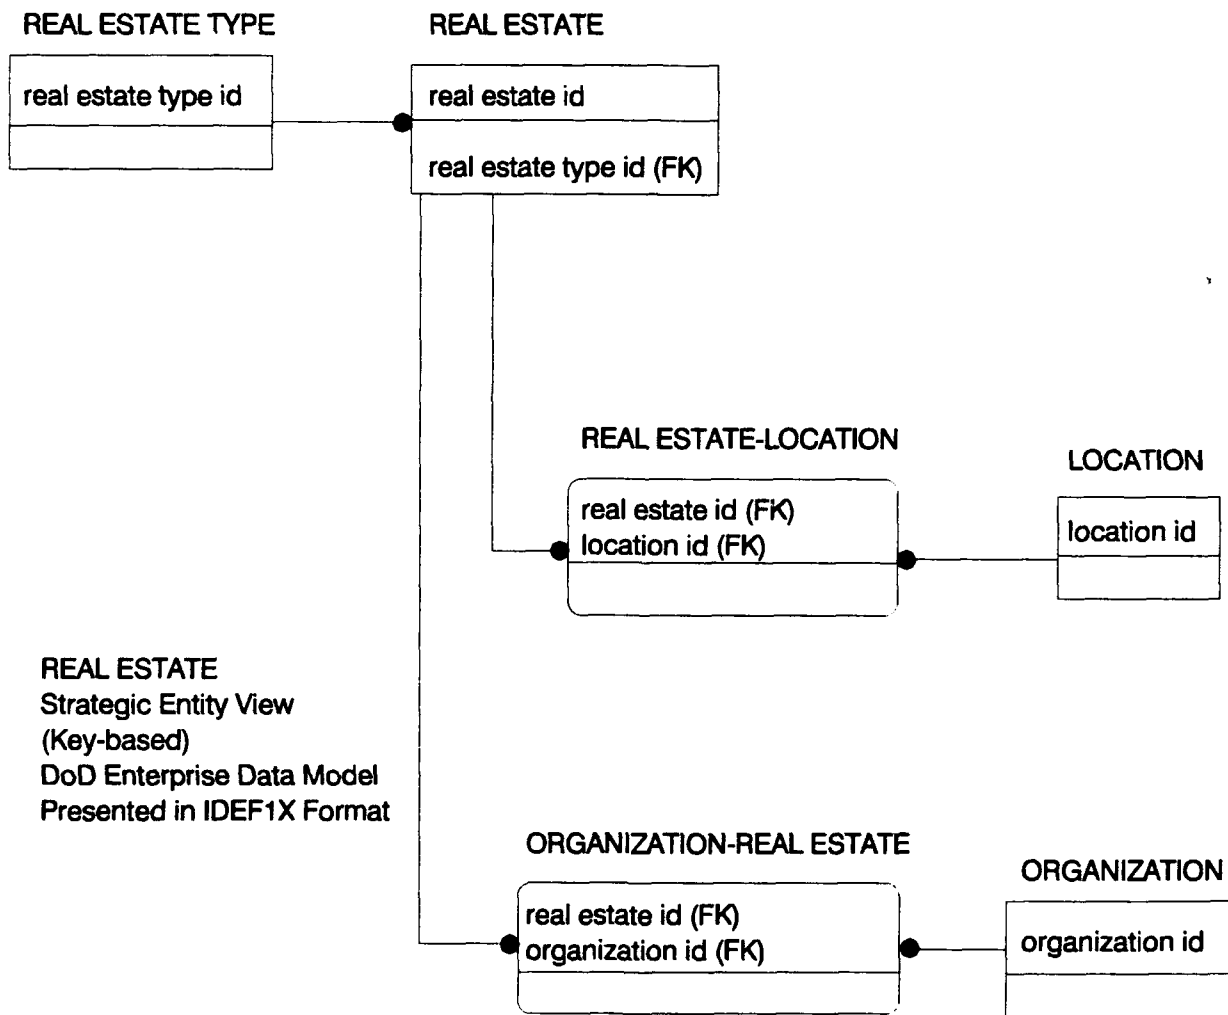 REAL ESTATE TYPE
real estate type id
REAL ESTATE
real estate id
real estate type id (FK)
REAL ESTATE-LOCATION
real estate id (FK)
location id (FK)
LOCATION
location id
REAL ESTATE
Strategic Entity View
(Key-based)
DoD Enterprise Data Model
Presented in IDEF1X Format
ORGANIZATION-REAL ESTATE
real estate id (FK)
organization id (FK)
ORGANIZATION
organization id